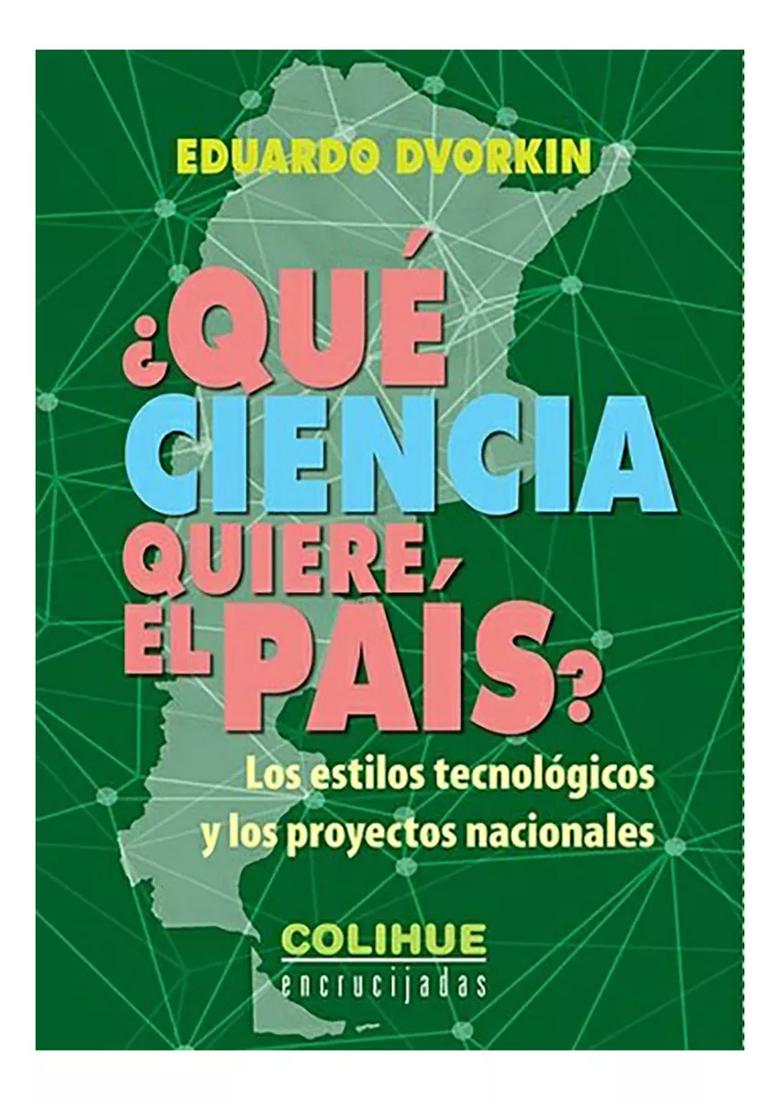 EDUARDO DVORKIN
¿QUÉ
CIENCIA
QUIERE
EL PAÍS?
Los estilos tecnológicos
y los proyectos nacionales
COLIHUE
encrucijadas